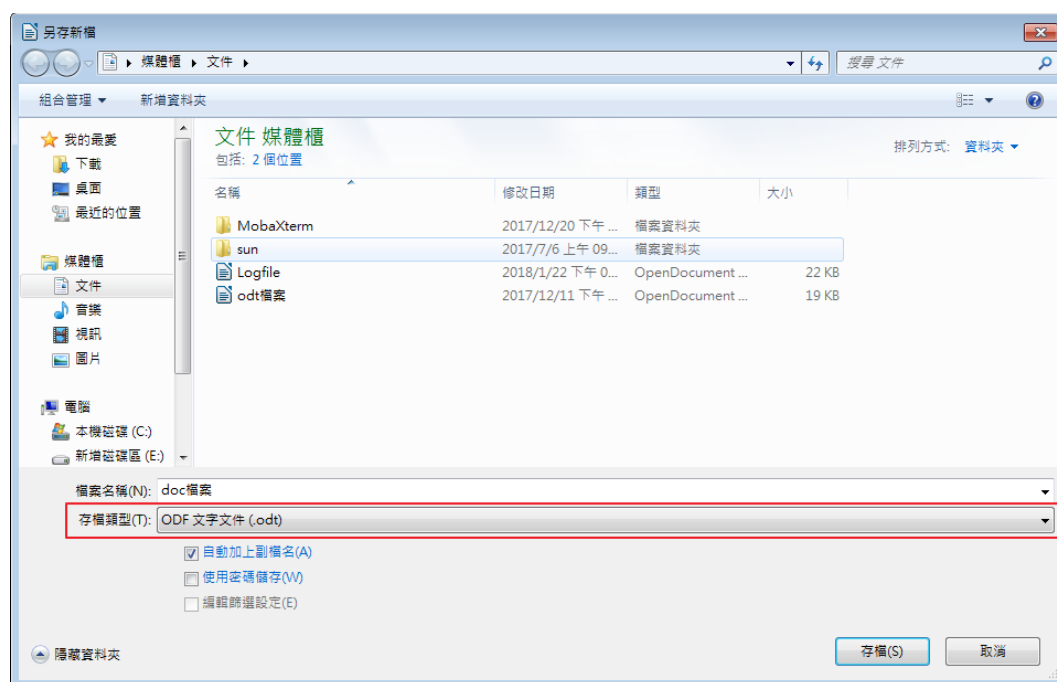 另存新檔
媒體櫃 文件
搜尋 文件
組合管理 新增資料夾
我的最愛
下載
桌面
最近的位置
媒體櫃
文件
音樂
視訊
圖片
電腦
本機磁碟 (C:)
新增磁碟區 (E:)
文件 媒體櫃
包括: 2 個位置
排列方式: 資料夾
名稱 修改日期 類型 大小
MobaXterm 2017/12/20 下午 ... 檔案資料夾
sun 2017/7/6 上午 09... 檔案資料夾
Logfile 2018/1/22 下午 0... OpenDocument ... 22 KB
odt檔案 2017/12/11 下午 ... OpenDocument ... 19 KB
檔案名稱(N): doc檔案
存檔類型(T): ODF 文字文件 (.odt)
自動加上副檔名(A)
使用密碼儲存(W)
編輯篩選設定(E)
隱藏資料夾
存檔(S) 取消